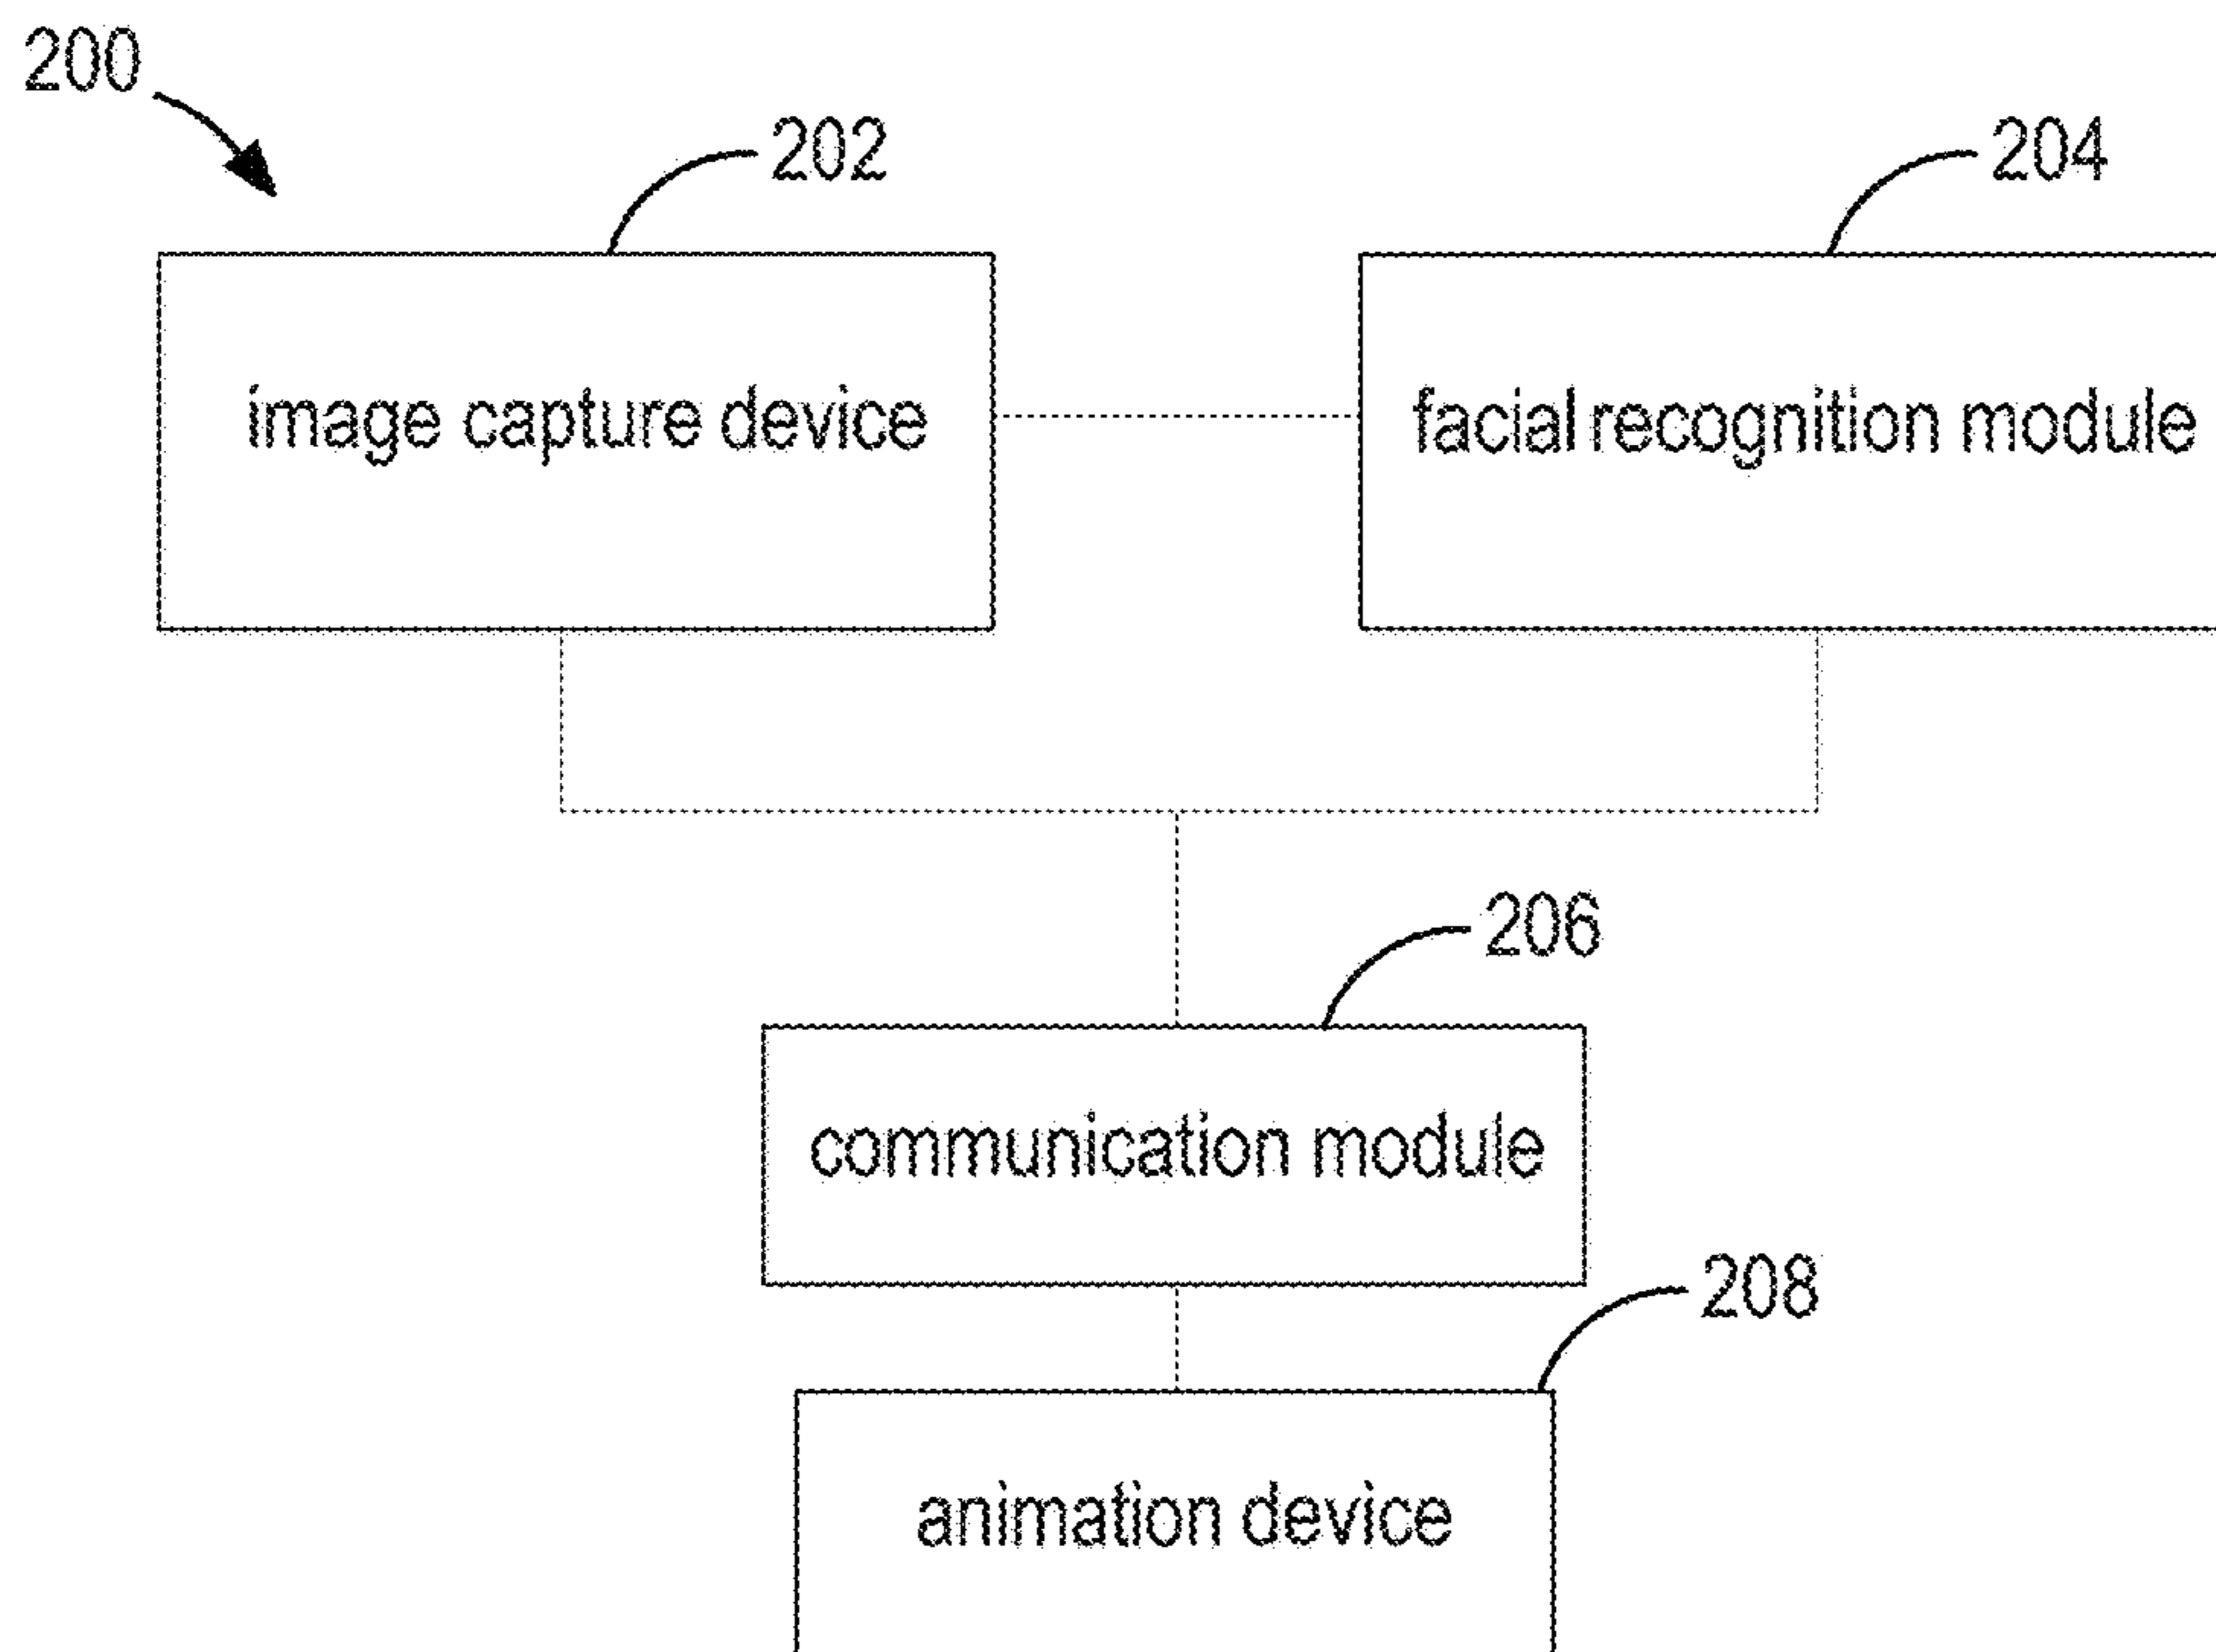 200
202
204
image capture device
facial recognition module
206
communication module
208
animation device